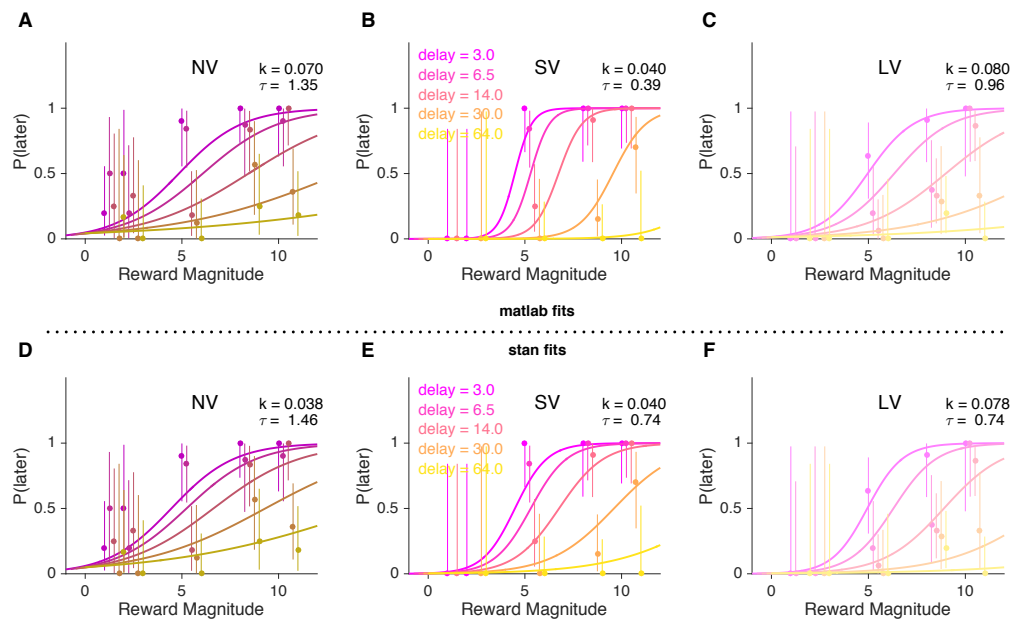 A
B
C
NV
k = 0.070
τ = 1.35
delay = 3.0
delay = 6.5
delay = 14.0
delay = 30.0
delay = 64.0
SV
k = 0.040
τ = 0.39
LV
k = 0.080
τ = 0.96
P(later)
1
0.5
0
0
5
10
Reward Magnitude
P(later)
1
0.5
0
0
5
10
Reward Magnitude
P(later)
1
0.5
0
0
5
10
Reward Magnitude
matlab fits
stan fits
D
E
F
NV
k = 0.038
τ = 1.46
delay = 3.0
delay = 6.5
delay = 14.0
delay = 30.0
delay = 64.0
SV
k = 0.040
τ = 0.74
LV
k = 0.078
τ = 0.74
P(later)
1
0.5
0
0
5
10
Reward Magnitude
P(later)
1
0.5
0
0
5
10
Reward Magnitude
P(later)
1
0.5
0
0
5
10
Reward Magnitude